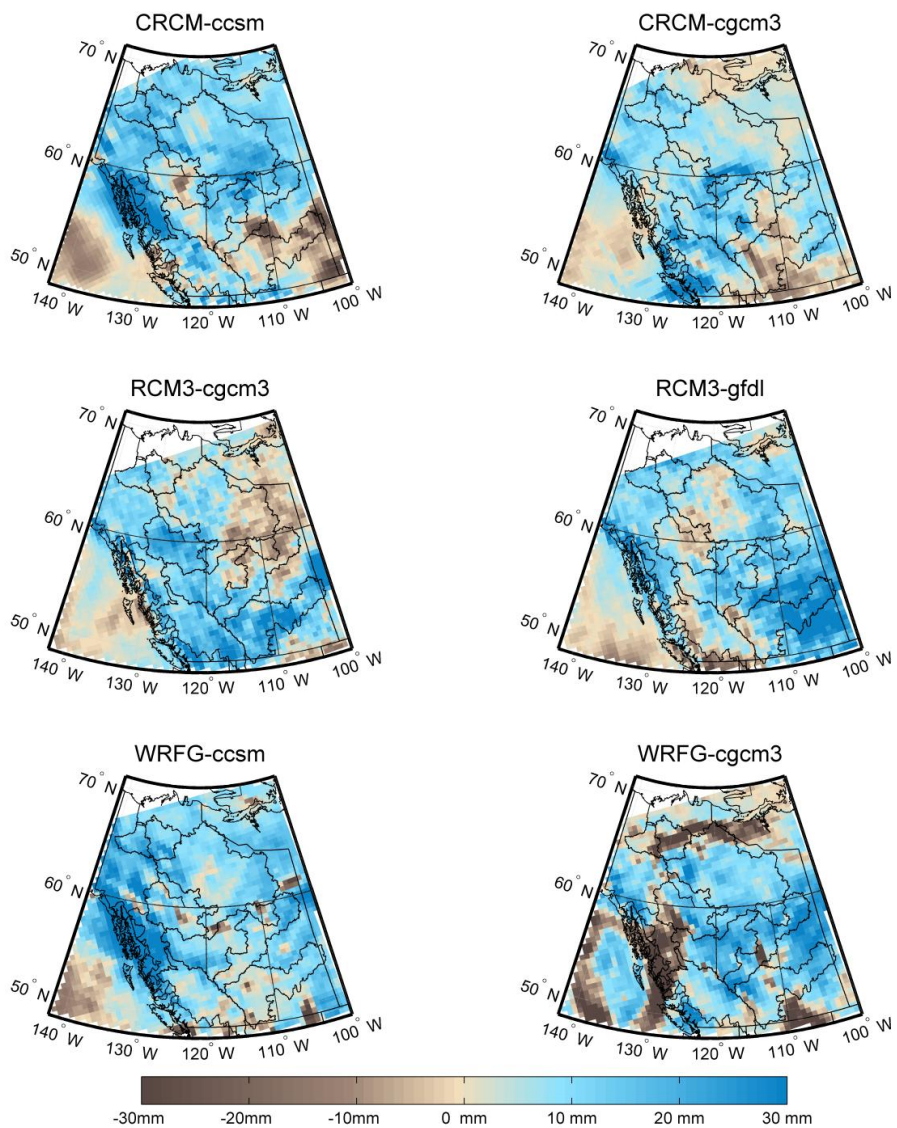 CRCM-ccsm
CRCM-cgcm3
70° N
60° N
50° N
140° W
130° W
120° W
110° W
100° W
70° N
60° N
50° N
140° W
130° W
120° W
110° W
100° W
RCM3-cgcm3
RCM3-gfdl
70° N
60° N
50° N
140° W
130° W
120° W
110° W
100° W
70° N
60° N
50° N
140° W
130° W
120° W
110° W
100° W
WRFG-ccsm
WRFG-cgcm3
70° N
60° N
50° N
140° W
130° W
120° W
110° W
100° W
70° N
60° N
50° N
140° W
130° W
120° W
110° W
100° W
-30mm -20mm -10mm 0 mm 10 mm 20 mm 30 mm